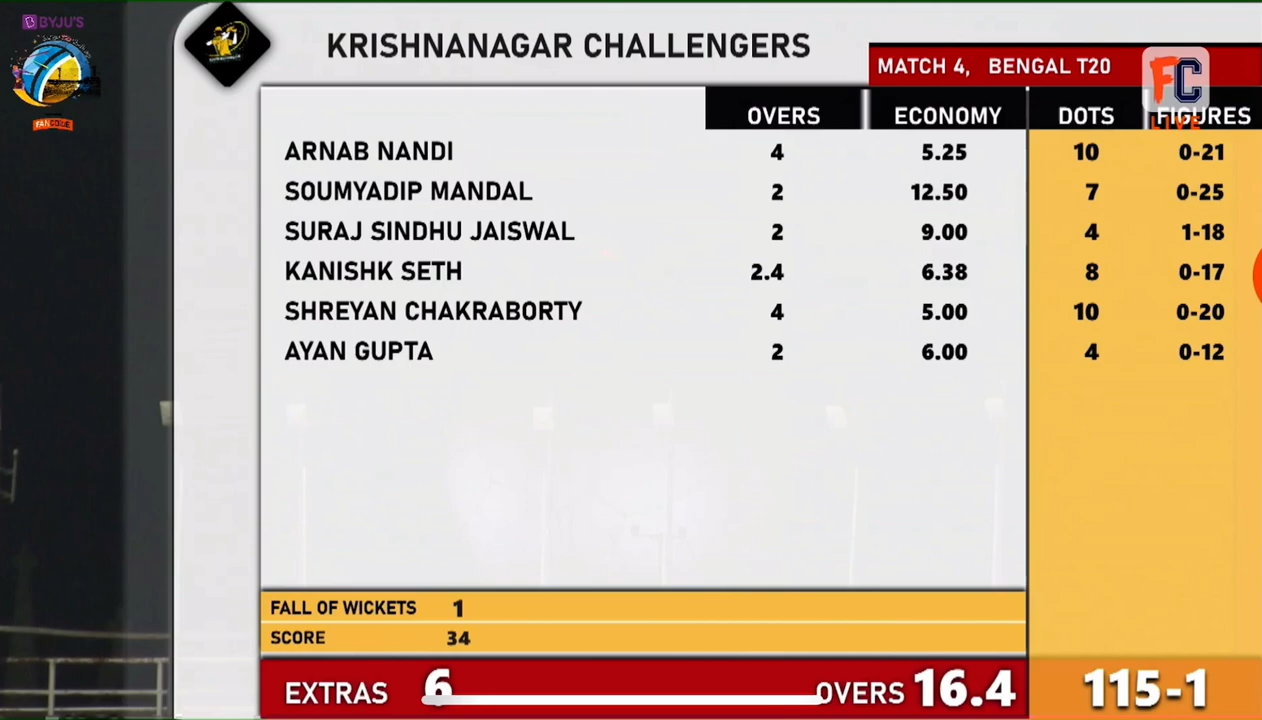 BYJU'S
FANCODE
KRISHNANAGAR CHALLENGERS
MATCH 4, BENGAL T20
FC
LIVE
OVERS ECONOMY DOTS FIGURES
ARNAB NANDI 4 5.25 10 0-21
SOUMYADIP MANDAL 2 12.50 7 0-25
SURAJ SINDHU JAISWAL 2 9.00 4 1-18
KANISHK SETH 2.4 6.38 8 0-17
SHREYAN CHAKRABORTY 4 5.00 10 0-20
AYAN GUPTA 2 6.00 4 0-12
FALL OF WICKETS 1
SCORE 34
EXTRAS 6 OVERS 16.4 115-1